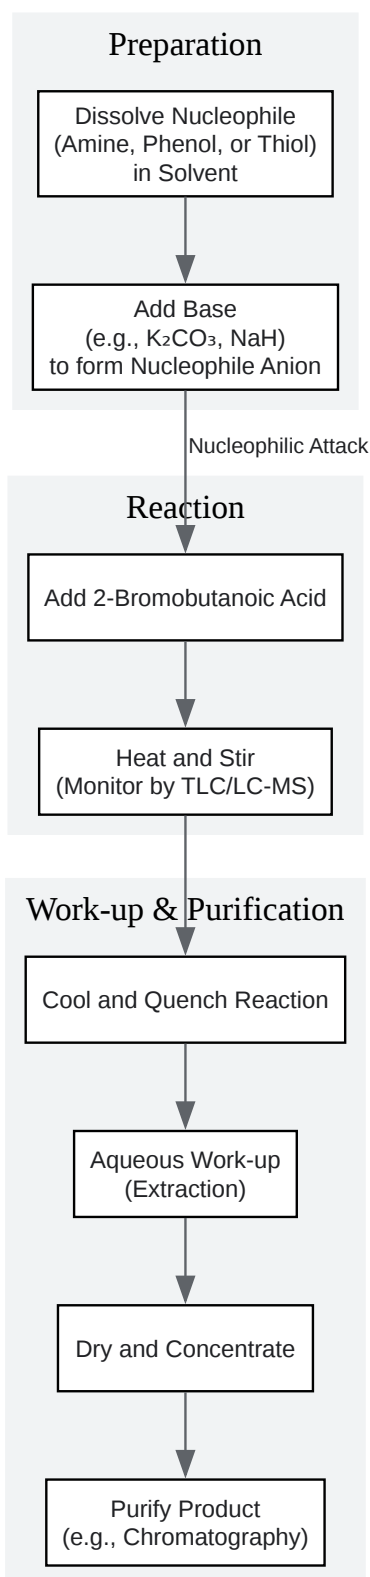 Preparation
Dissolve Nucleophile
(Amine, Phenol, or Thiol)
in Solvent
Add Base
(e.g., K₂CO₃, NaH)
to form Nucleophile Anion
Nucleophilic Attack
Reaction
Add 2-Bromobutanoic Acid
Heat and Stir
(Monitor by TLC/LC-MS)
Work-up & Purification
Cool and Quench Reaction
Aqueous Work-up
(Extraction)
Dry and Concentrate
Purify Product
(e.g., Chromatography)